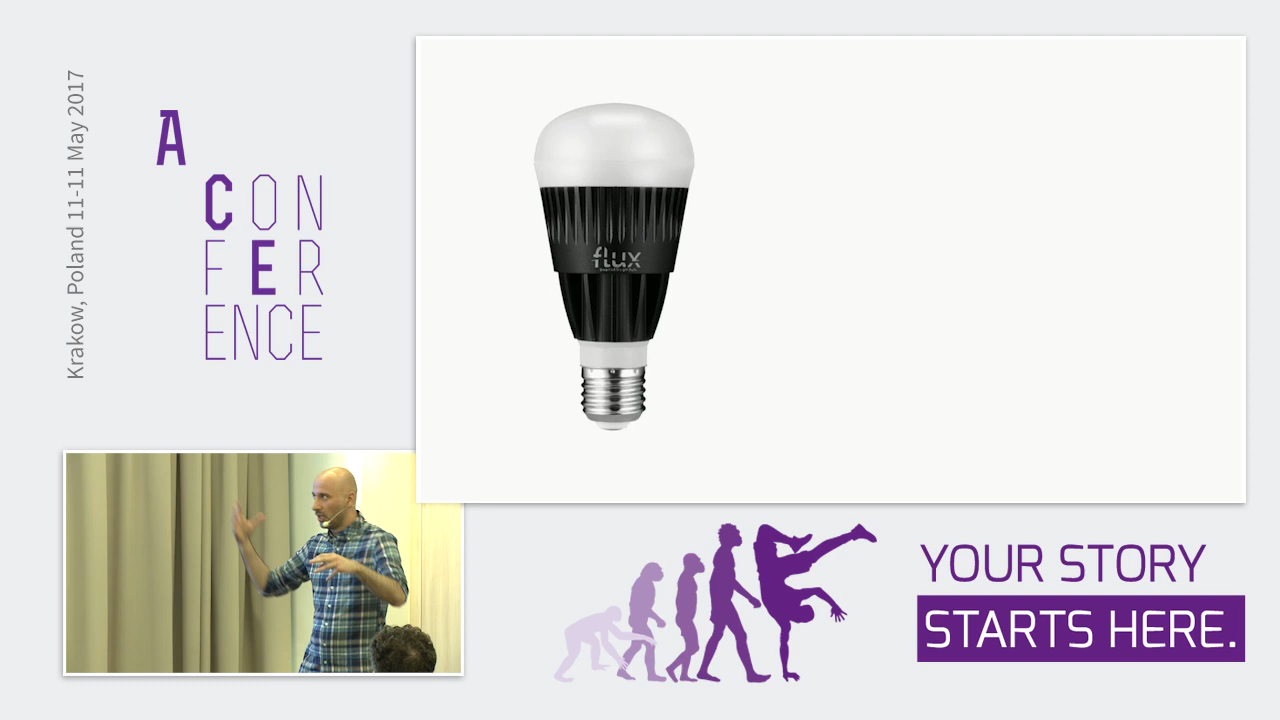 Krakow, Poland 11-11 May 2017
A
CON
FER
ENCE
flux
YOUR STORY
STARTS HERE.